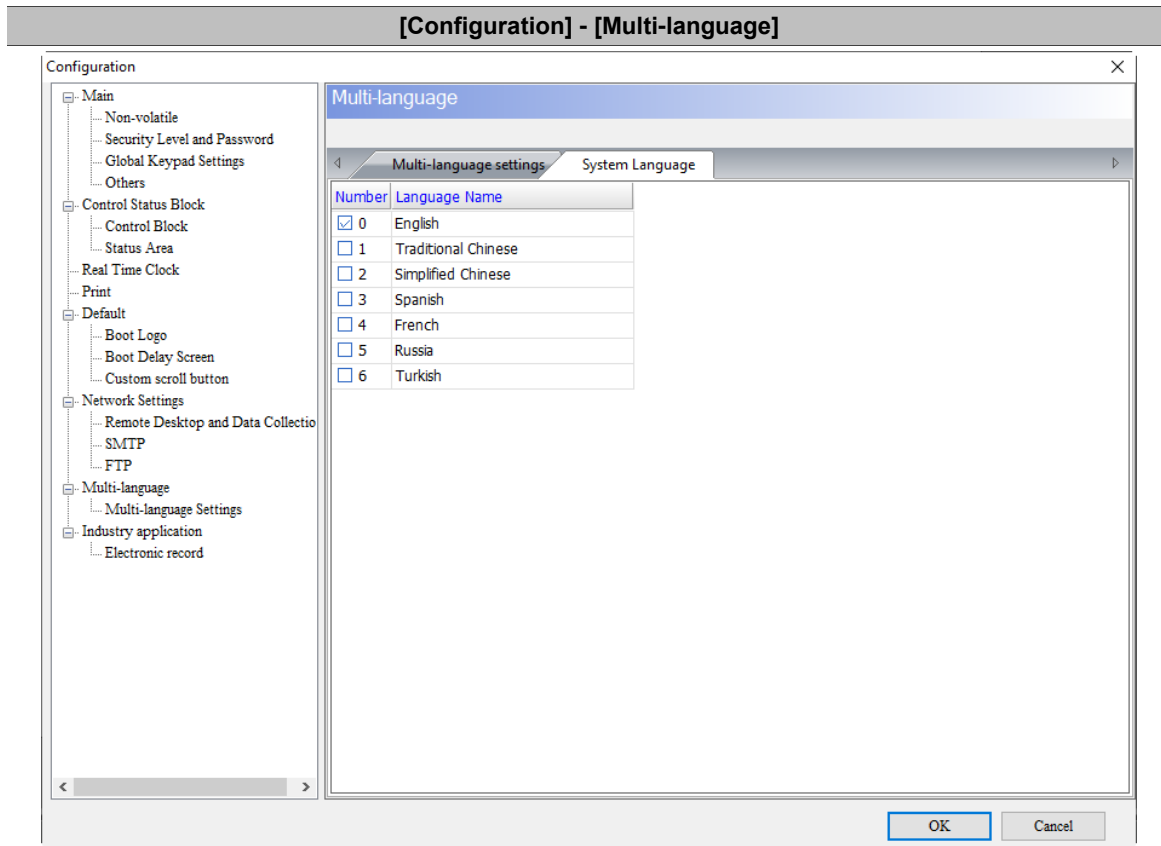 [Configuration] - [Multi-language]
Configuration
Main
Non-volatile
Security Level and Password
Global Keypad Settings
Others
Control Status Block
Control Block
Status Area
Real Time Clock
Print
Default
Boot Logo
Boot Delay Screen
Custom scroll button
Network Settings
Remote Desktop and Data Collectio
SMTP
FTP
Multi-language
Multi-language Settings
Industry application
Electronic record
Multi-language
Multi-language settings System Language
Number Language Name
0 English
1 Traditional Chinese
2 Simplified Chinese
3 Spanish
4 French
5 Russia
6 Turkish
OK Cancel